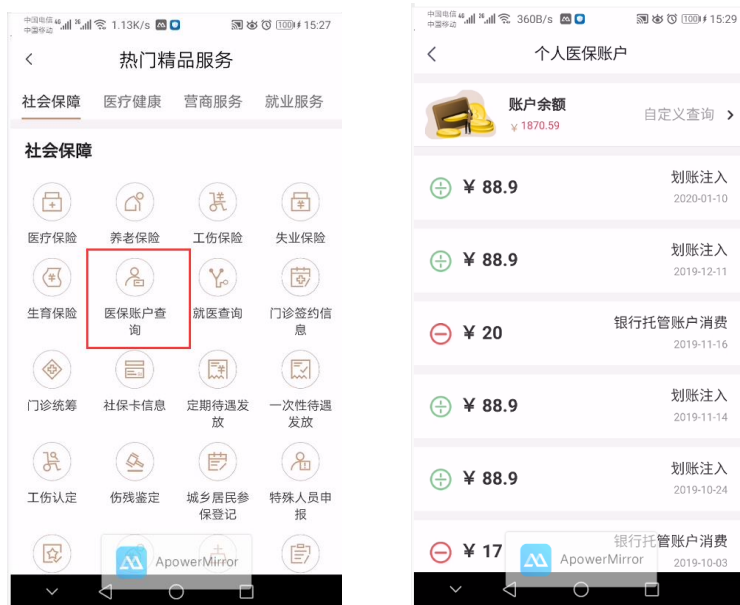 中国电信 中国移动 46 26 1.13K/s 100 15:27
热门精品服务
社会保障 医疗健康 营商服务 就业服务
社会保障
医疗保险 养老保险 工伤保险 失业保险
生育保险 医保账户查询 就医查询 门诊签约信息
门诊统筹 社保卡信息 定期待遇发放 一次性待遇发放
工伤认定 伤残鉴定 城乡居民参保登记 特殊人员申报
ApowerMirror
中国电信 中国移动 46 26 360B/s 100 15:29
个人医保账户
账户余额
¥ 1870.59
自定义查询
¥ 88.9 划账注入
2020-01-10
¥ 88.9 划账注入
2019-12-11
¥ 20 银行托管账户消费
2019-11-16
¥ 88.9 划账注入
2019-11-14
¥ 88.9 划账注入
2019-10-24
¥ 17 银行托管账户消费
2019-10-03
ApowerMirror